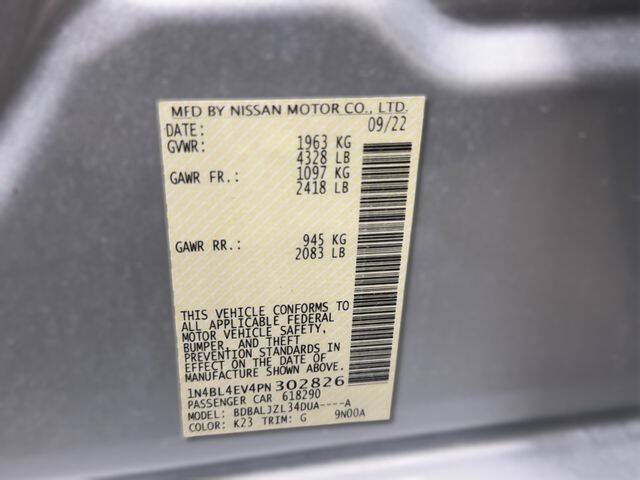 MFD BY NISSAN MOTOR CO., LTD.
DATE: 09/22
GVWR: 1963 KG
4328 LB
GAWR FR.: 1097 KG
2418 LB
GAWR RR.: 945 KG
2083 LB
THIS VEHICLE CONFORMS TO
ALL APPLICABLE FEDERAL
MOTOR VEHICLE SAFETY,
BUMPER, AND THEFT
PREVENTION STANDARDS IN
EFFECT ON THE DATE OF
MANUFACTURE SHOWN ABOVE.
1N4BL4EV4PN302826
PASSENGER CAR 618290
MODEL: BDBALJZL34DUA----A
COLOR: K23 TRIM: G 9N00A